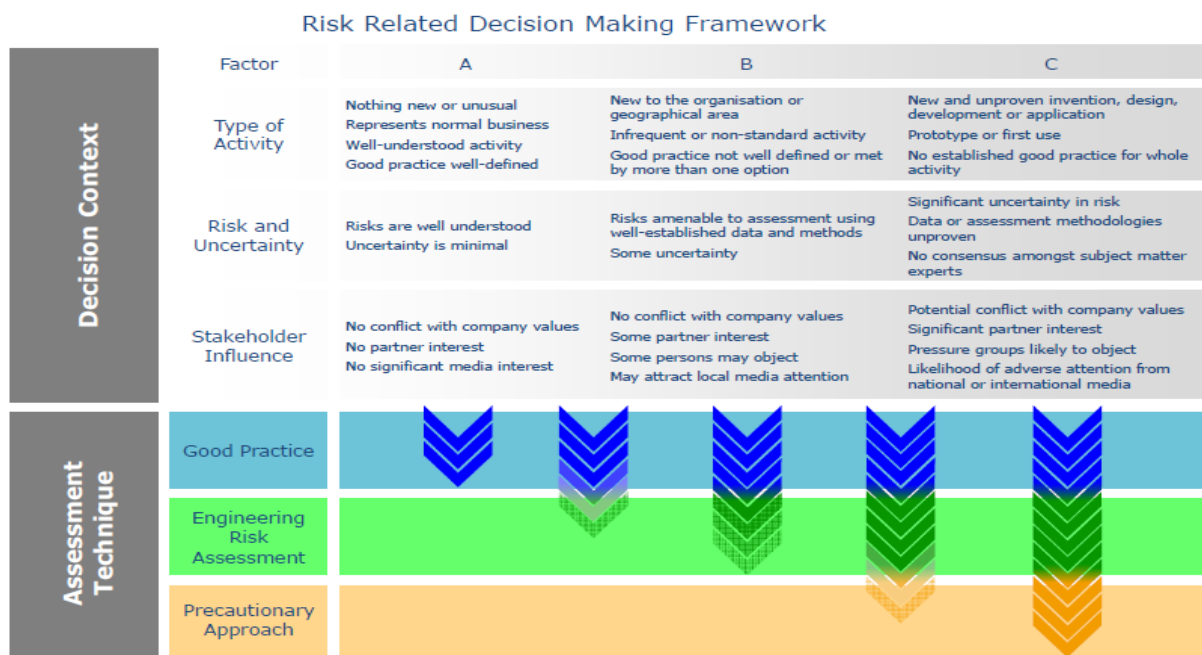 Risk Related Decision Making Framework
Decision Context
Factor
A
B
C
Type of
Activity
Nothing new or unusual
Represents normal business
Well-understood activity
Good practice well-defined
New to the organisation or
geographical area
Infrequent or non-standard activity
Good practice not well defined or met
by more than one option
New and unproven invention, design,
development or application
Prototype or first use
No established good practice for whole
activity
Risk and
Uncertainty
Risks are well understood
Uncertainty is minimal
Risks amenable to assessment using
well-established data and methods
Some uncertainty
Significant uncertainty in risk
Data or assessment methodologies
unproven
No consensus amongst subject matter
experts
Stakeholder
Influence
No conflict with company values
No partner interest
No significant media interest
No conflict with company values
Some partner interest
Some persons may object
May attract local media attention
Potential conflict with company values
Significant partner interest
Pressure groups likely to object
Likelihood of adverse attention from
national or international media
Assessment
Technique
Good Practice
Engineering
Risk
Assessment
Precautionary
Approach